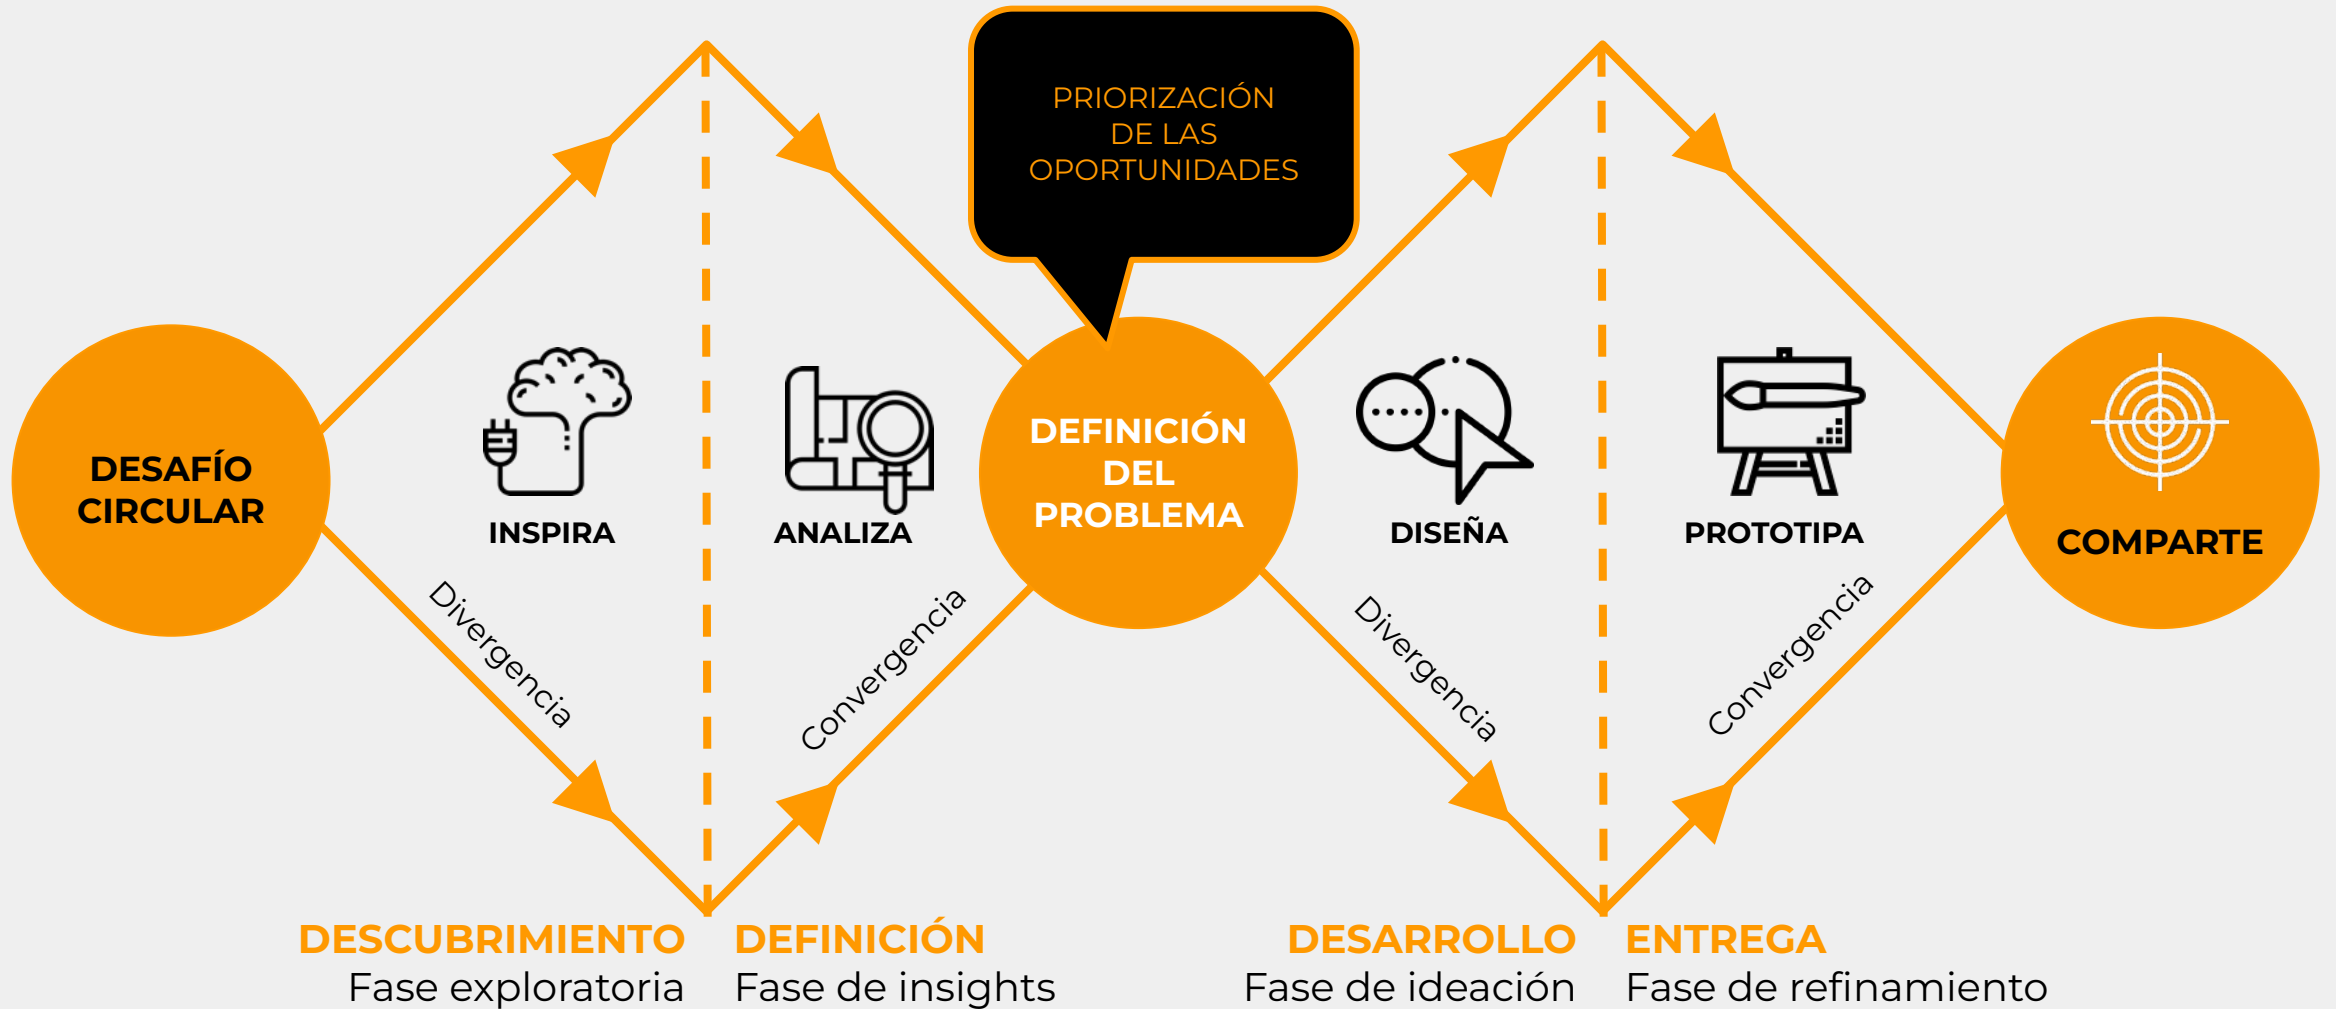 PRIORIZACIÓN
DE LAS
OPORTUNIDADES
DESAFÍO
CIRCULAR
INSPIRA
ANALIZA
DEFINICIÓN
DEL
PROBLEMA
DISEÑA
PROTOTIPA
COMPARTE
Divergencia
Convergencia
Divergencia
Convergencia
DESCUBRIMIENTO
Fase exploratoria
DEFINICIÓN
Fase de insights
DESARROLLO
Fase de ideación
ENTREGA
Fase de refinamiento